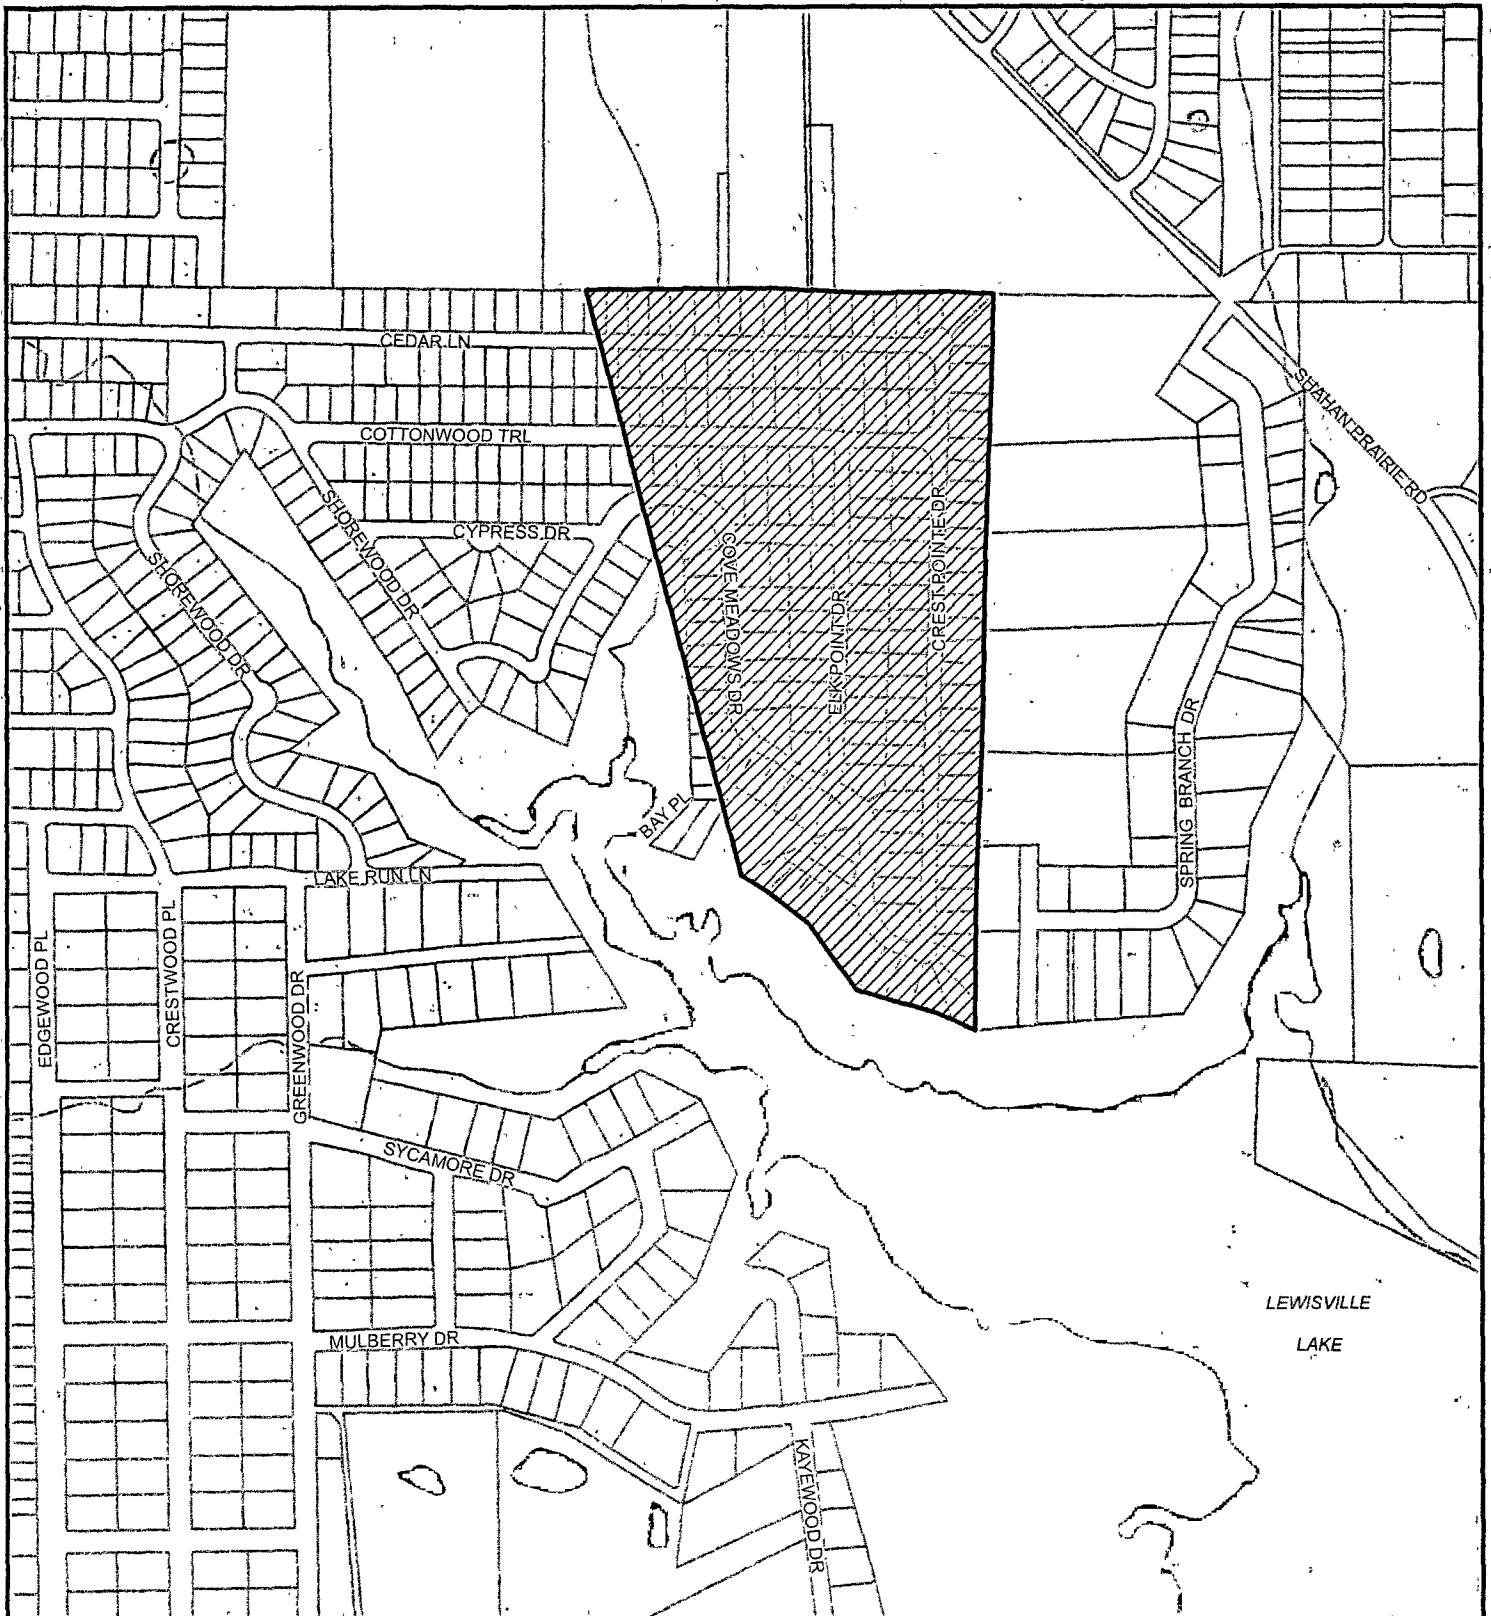 CEDAR LN
COTTONWOOD TRL
SHOREWOOD DR
CYPRESS DR
SHOREWOOD DR
SHAHAN PRAIRIE RD
COVE MEADOWS DR
ELK POINT DR
CREST POINTE DR
SPRING BRANCH DR
BAY PL
LAKE RUN LN
EDGEWOOD PL
CRESTWOOD PL
GREENWOOD DR
SYCAMORE DR
MULBERRY DR
KAYEWOOD DR
LEWISVILLE
LAKE